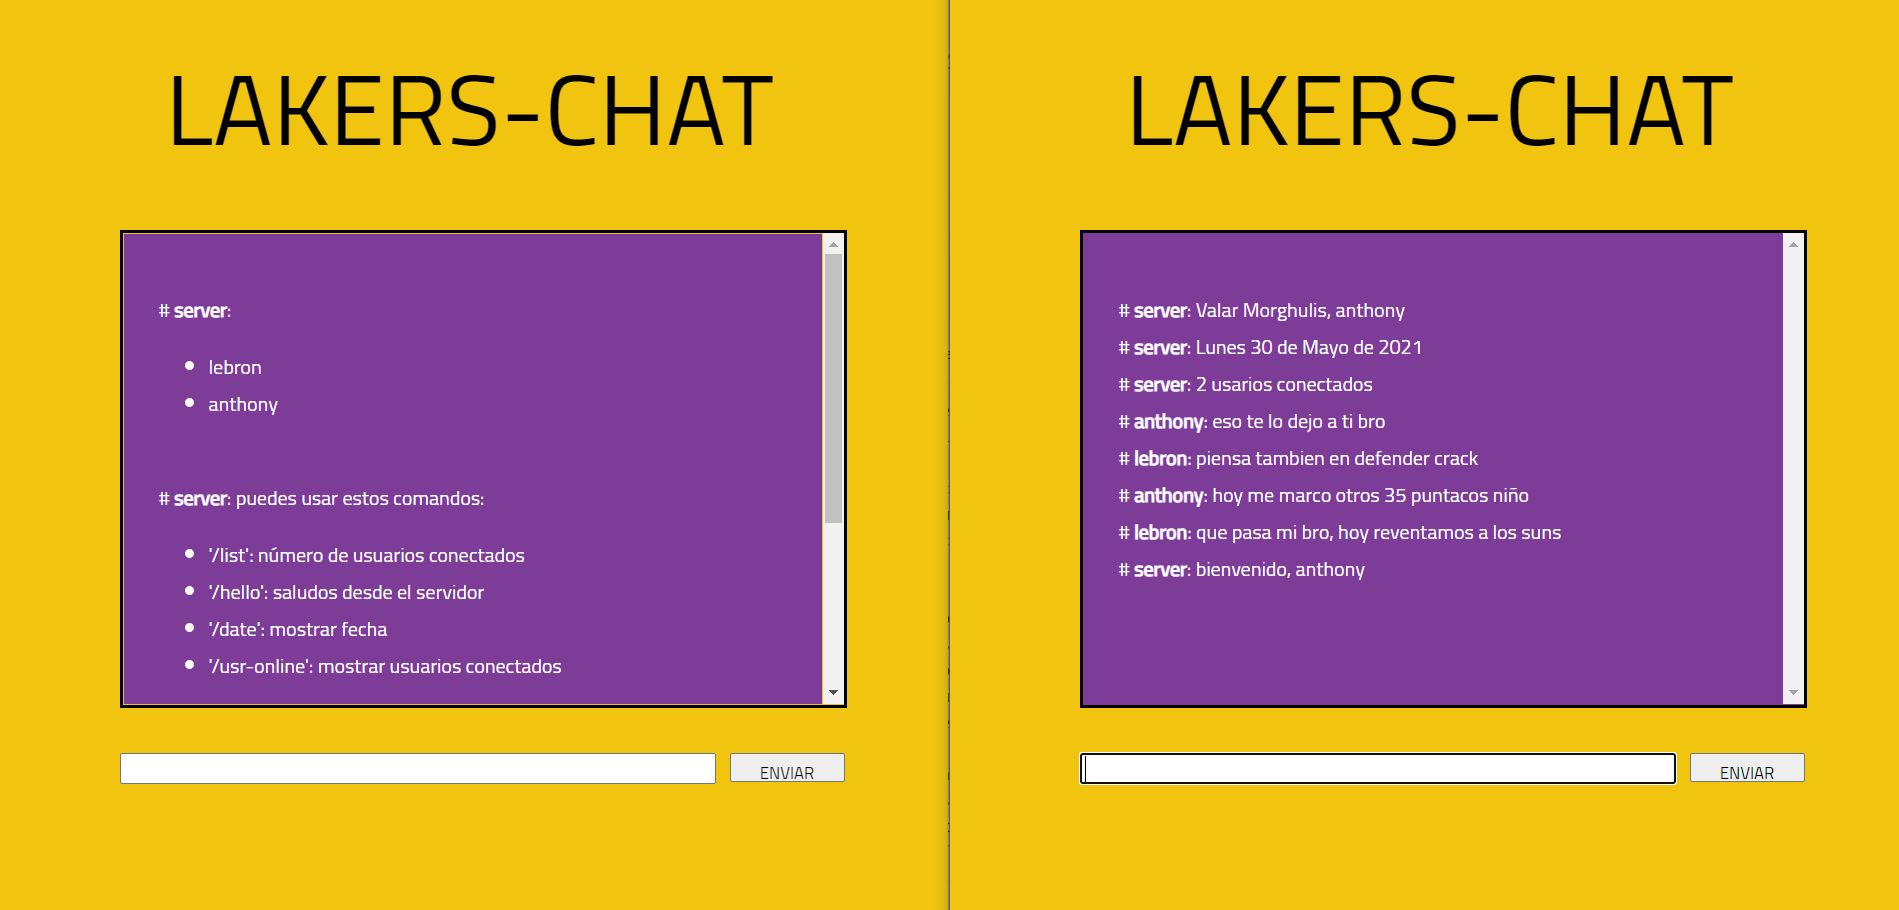 LAKERS-CHAT
# server:
lebron
anthony
# server: puedes usar estos comandos:
'/list': número de usuarios conectados
'/hello': saludos desde el servidor
'/date': mostrar fecha
'/usr-online': mostrar usuarios conectados
ENVIAR
LAKERS-CHAT
# server: Valar Morghulis, anthony
# server: Lunes 30 de Mayo de 2021
# server: 2 usarios conectados
# anthony: eso te lo dejo a ti bro
# lebron: piensa tambien en defender crack
# anthony: hoy me marco otros 35 puntacos niño
# lebron: que pasa mi bro, hoy reventamos a los suns
# server: bienvenido, anthony
ENVIAR